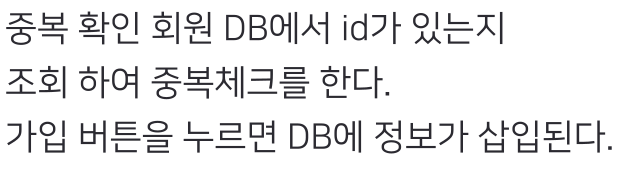 중복 확인 회원 DB에서 id가 있는지
조회 하여 중복체크를 한다.
가입 버튼을 누르면 DB에 정보가 삽입된다.